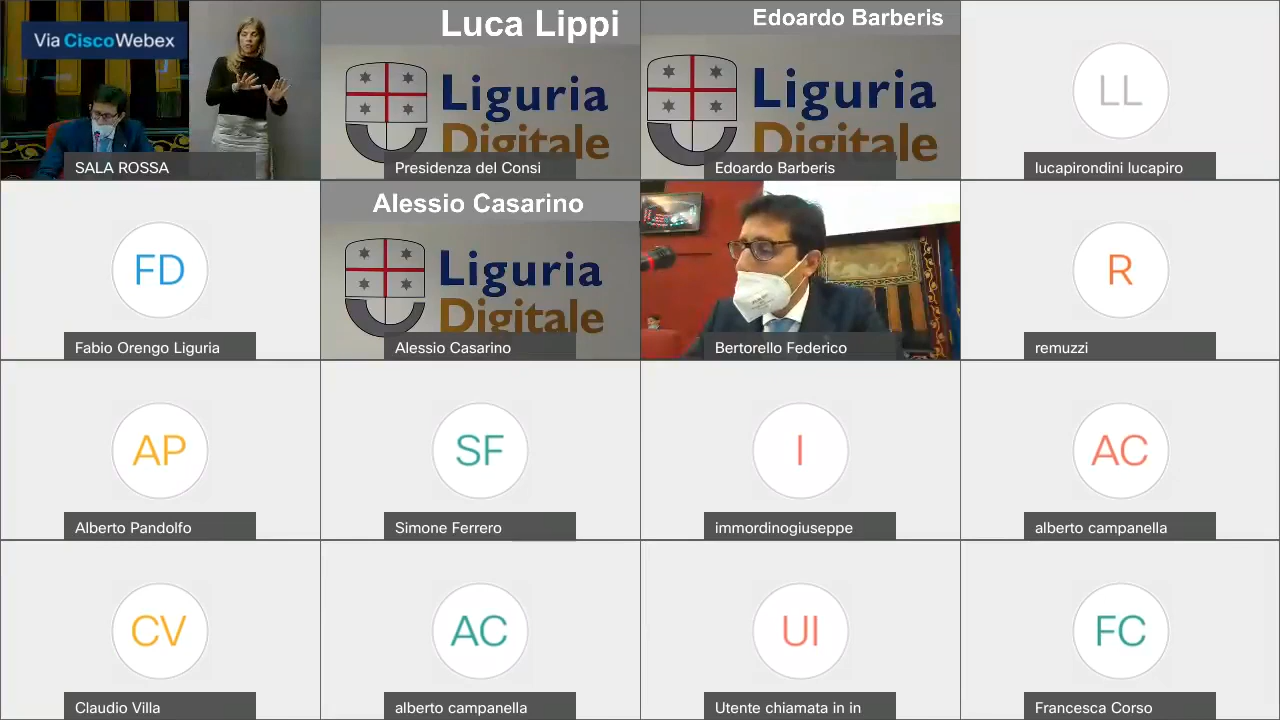 Via Cisco Webex
SALA ROSSA
Luca Lippi
Liguria
Digitale
Presidenza del Consi
Edoardo Barberis
Liguria
Digitale
Edoardo Barberis
LL
lucapirondini lucapiro
FD
Fabio Orengo Liguria
Alessio Casarino
Liguria
Digitale
Alessio Casarino
Bertorello Federico
R
remuzzi
AP
Alberto Pandolfo
SF
Simone Ferrero
I
immordinogiuseppe
AC
alberto campanella
CV
Claudio Villa
AC
alberto campanella
UI
Utente chiamata in in
FC
Francesca Corso